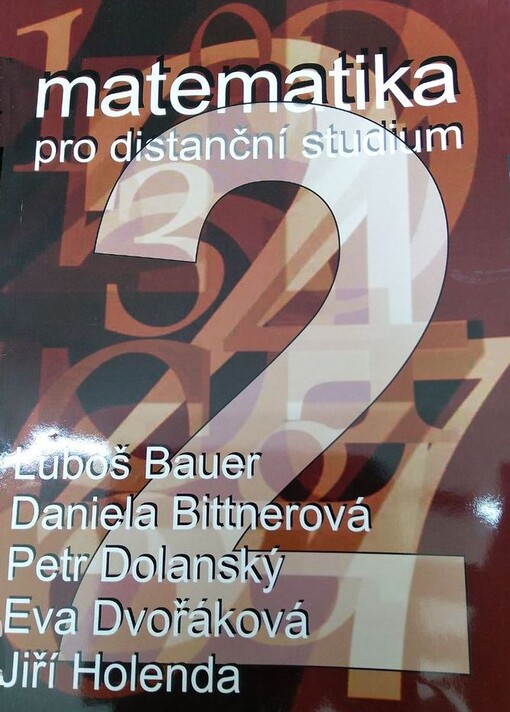 matematika
pro distanční studium
2
Luboš Bauer
Daniela Bittnerová
Petr Dolanský
Eva Dvořáková
Jiří Holenda